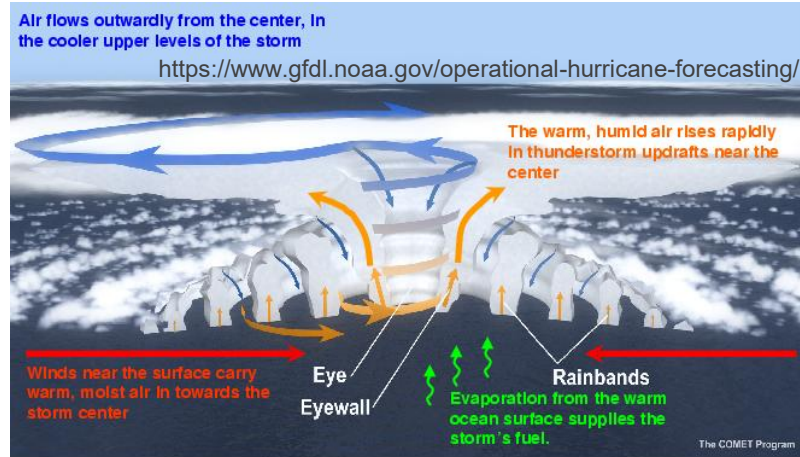 Air flows outwardly from the center, in
the cooler upper levels of the storm
https://www.gfdl.noaa.gov/operational-hurricane-forecasting/
The warm, humid air rises rapidly
in thunderstorm updrafts near the
center
Winds near the surface carry
warm, moist air in towards the
storm center
Eye
Eyewall
Rainbands
Evaporation from the warm
ocean surface supplies the
storm's fuel.
The COMET Program